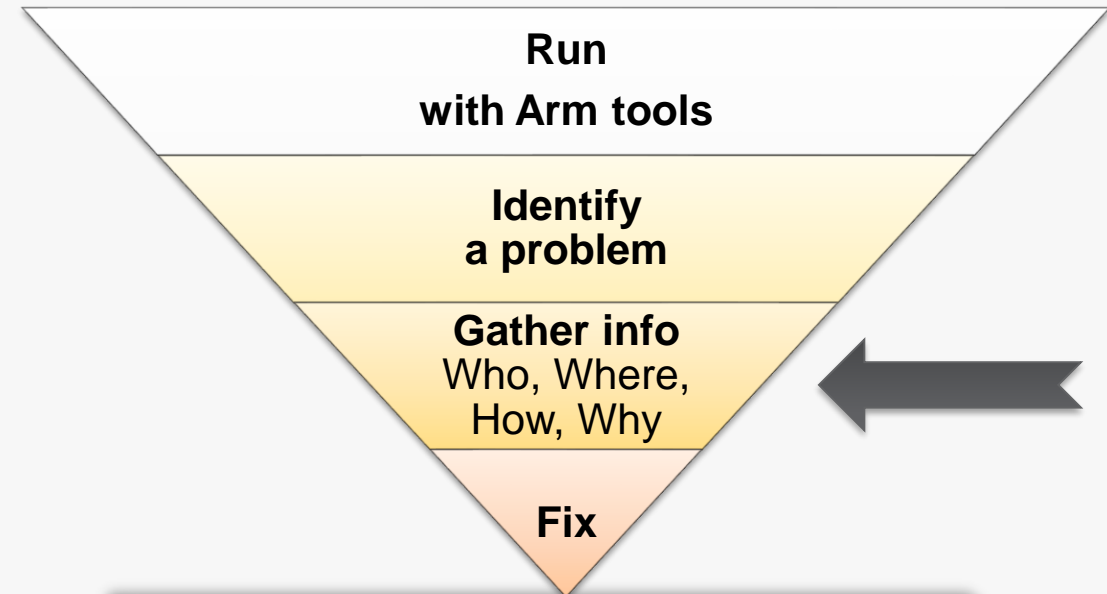 Run
with Arm tools
Identify
a problem
Gather info
Who, Where,
How, Why
Fix